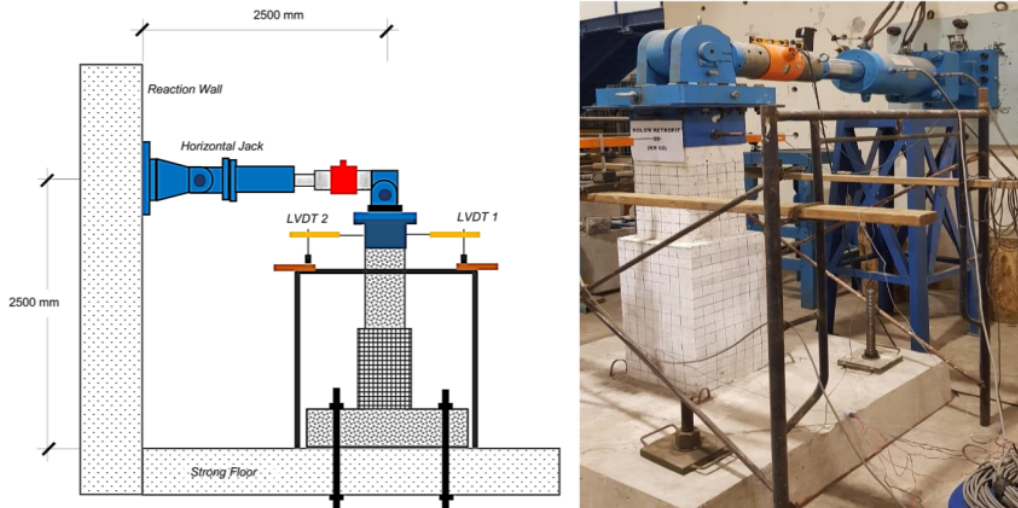 2500 mm
Reaction Wall
Horizontal Jack
LVDT 2
LVDT 1
2500 mm
Strong Floor
KOLOM RETROFIT